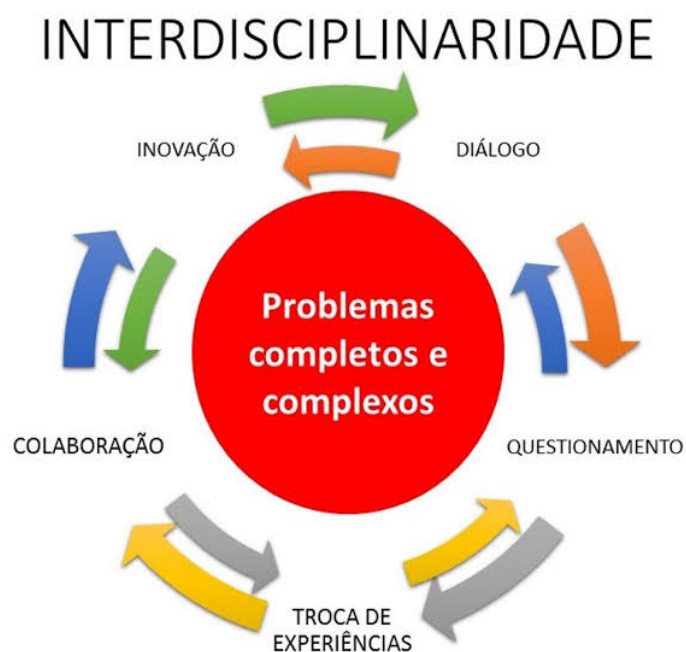 INTERDISCIPLINARIDADE
INOVAÇÃO
DIÁLOGO
Problemas
completos e
complexos
COLABORAÇÃO
QUESTIONAMENTO
TROCA DE
EXPERIÊNCIAS